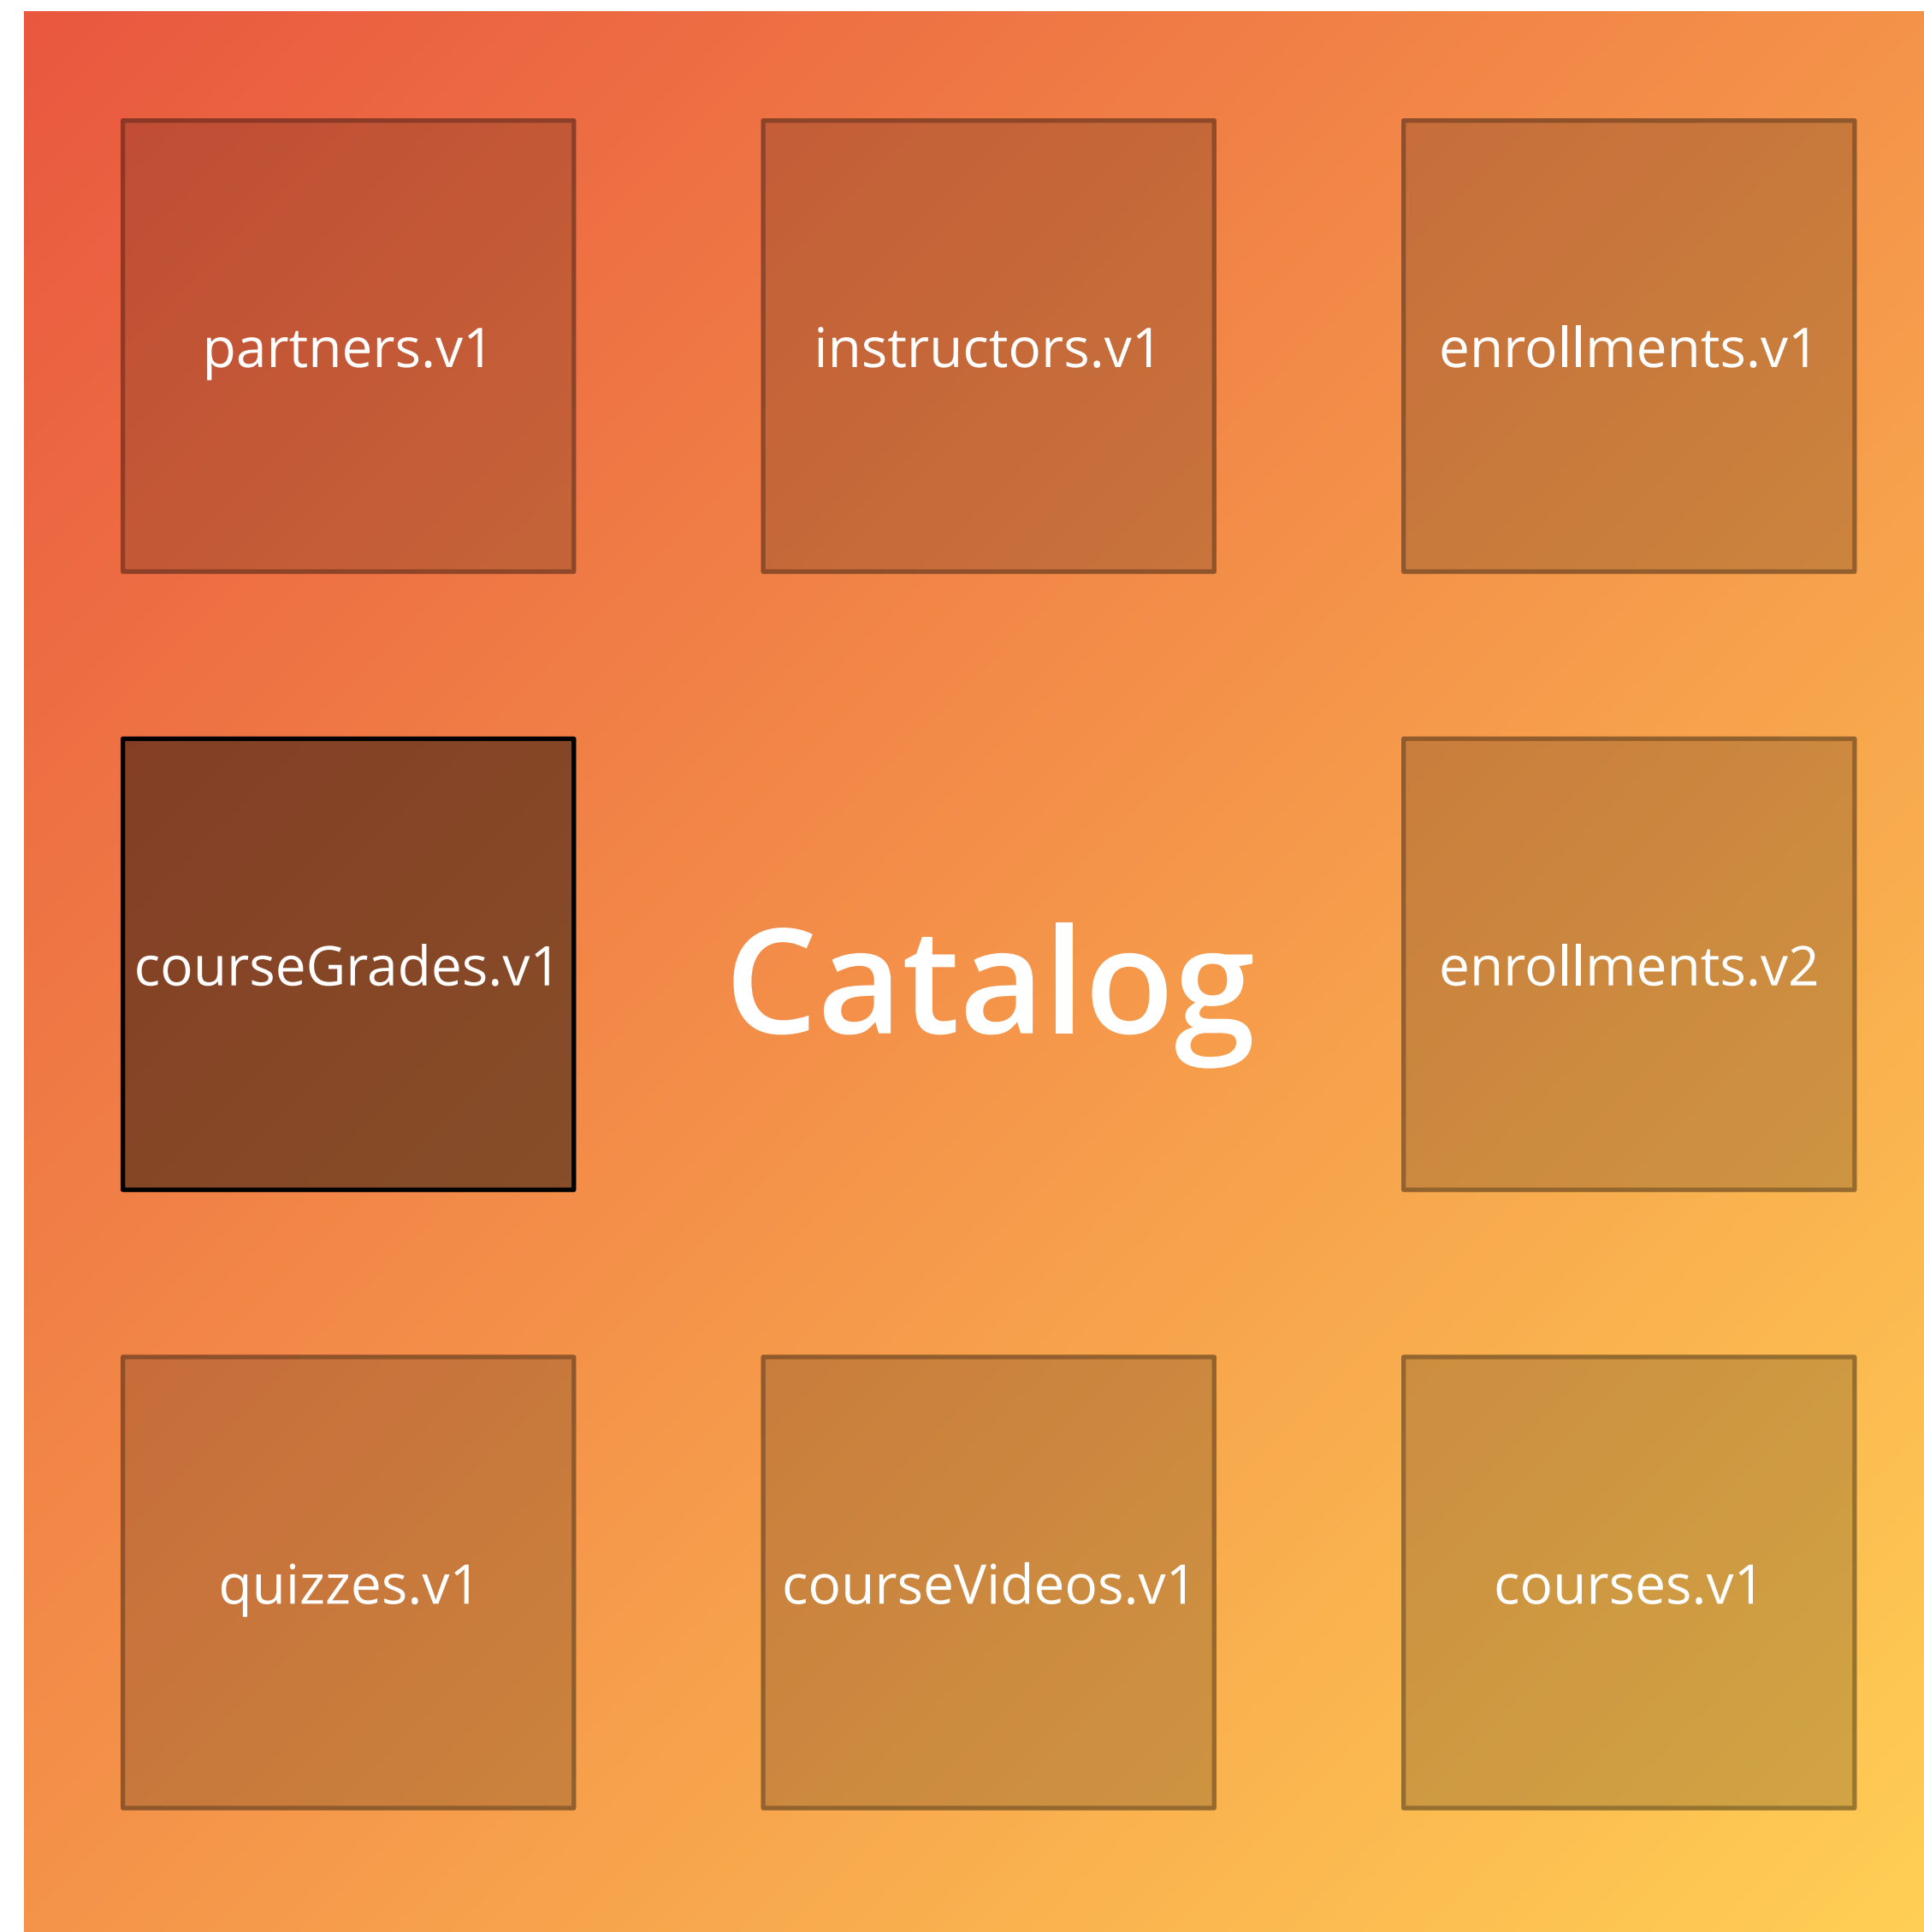 partners.v1
instructors.v1
enrollments.v1
courseGrades.v1
Catalog
enrollments.v2
quizzes.v1
courseVideos.v1
courses.v1